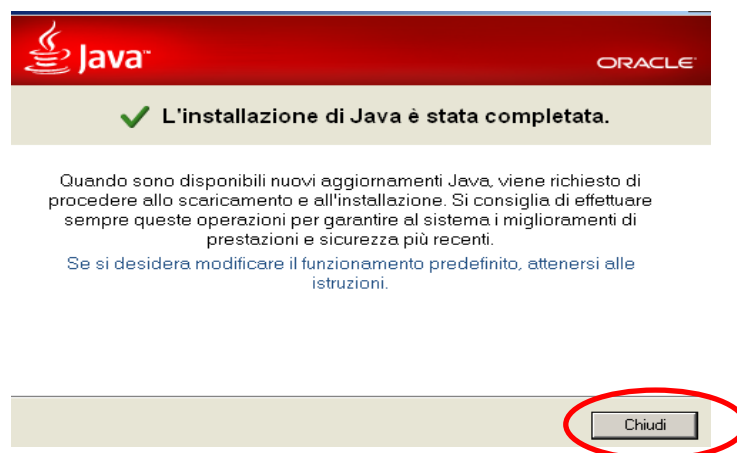 Java™
ORACLE
L'installazione di Java è stata completata.
Quando sono disponibili nuovi aggiornamenti Java, viene richiesto di
procedere allo scaricamento e all'installazione. Si consiglia di effettuare
sempre queste operazioni per garantire al sistema i miglioramenti di
prestazioni e sicurezza più recenti.
Se si desidera modificare il funzionamento predefinito, attenersi alle
istruzioni.
Chiudi